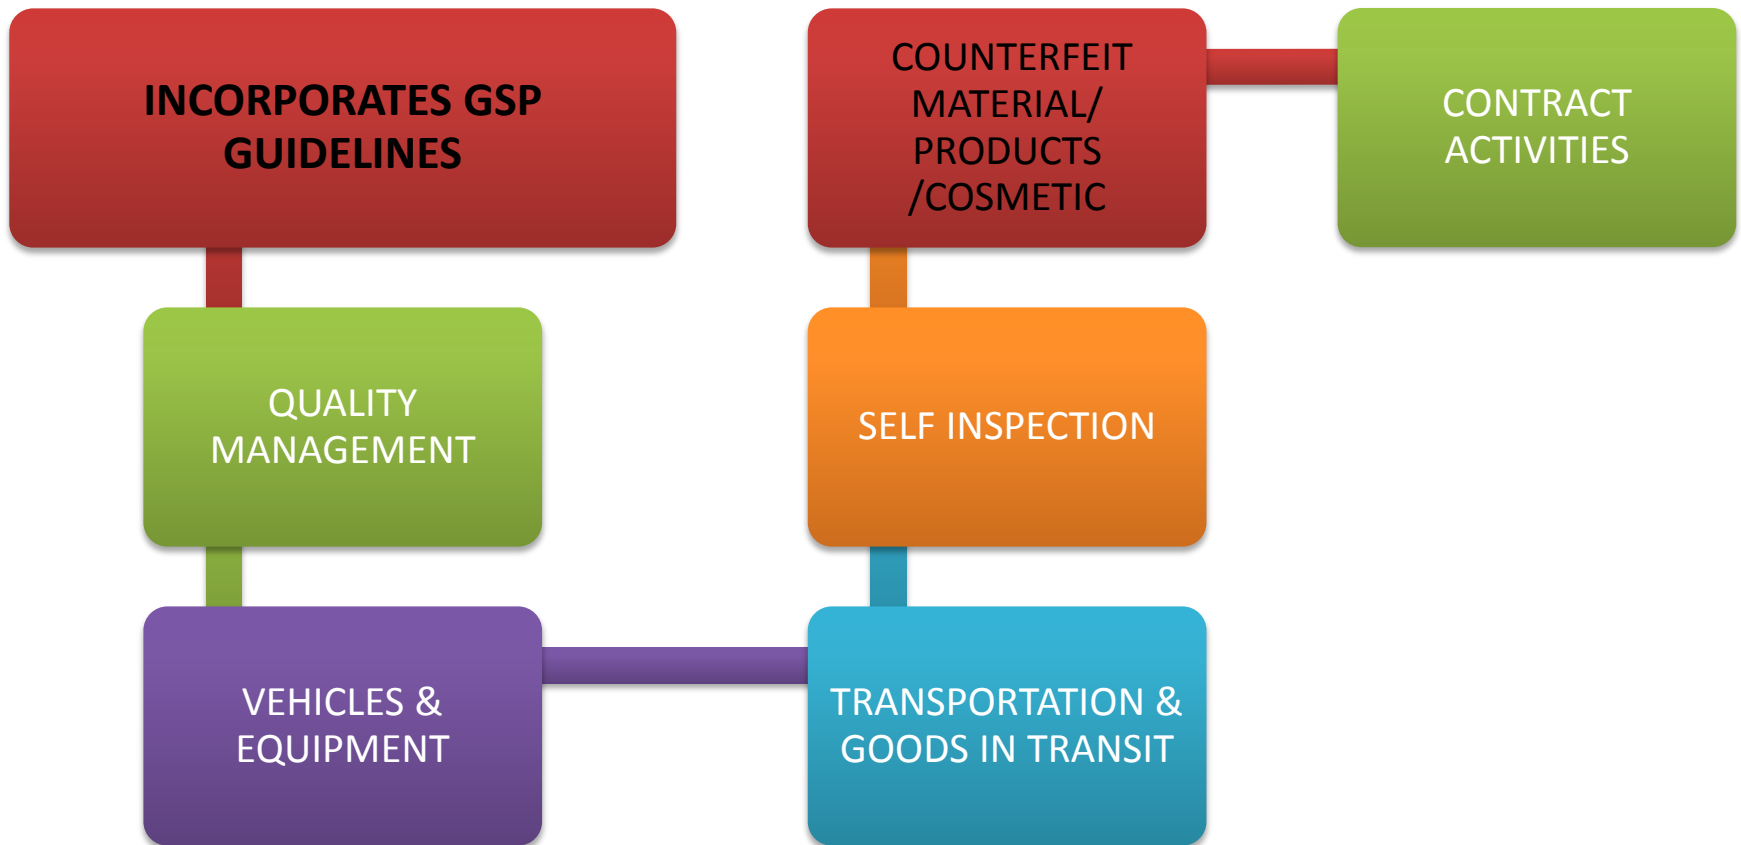 INCORPORATES GSP
GUIDELINES
QUALITY
MANAGEMENT
VEHICLES &
EQUIPMENT
TRANSPORTATION &
GOODS IN TRANSIT
SELF INSPECTION
COUNTERFEIT
MATERIAL/
PRODUCTS
/COSMETIC
CONTRACT
ACTIVITIES